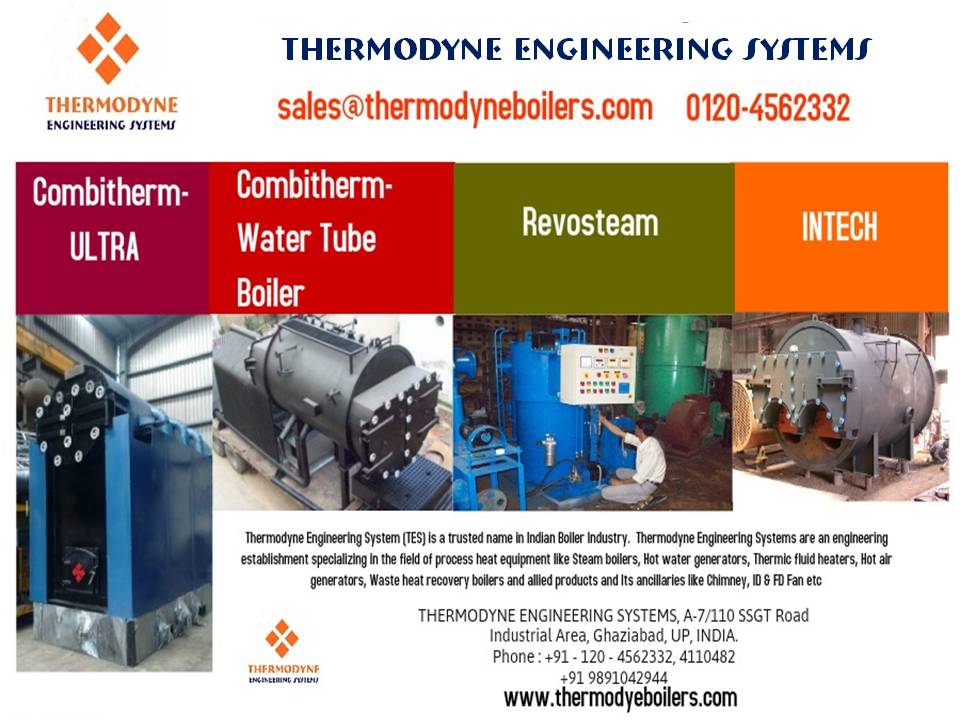 THERMODYNE ENGINEERING SYSTEMS
THERMODYNE
ENGINEERING SYSTEMS
sales@thermodyneboilers.com 0120-4562332
Combitherm-
ULTRA
Combitherm-
Water Tube
Boiler
Revosteam
INTECH
Thermodyne Engineering System (TES) is a trusted name in Indian Boiler Industry. Thermodyne Engineering Systems are an engineering
establishment specializing in the field of process heat equipment like Steam boilers, Hot water generators, Thermic fluid heaters, Hot air
generators, Waste heat recovery boilers and allied products and Its ancillaries like Chimney, ID & FD Fan etc
THERMODYNE ENGINEERING SYSTEMS, A-7/110 SSGT Road
Industrial Area, Ghaziabad, UP, INDIA.
Phone : +91 - 120 - 4562332, 4110482
+91 9891042944
www.thermodyeboilers.com
THERMODYNE
ENGINEERING SYSTEMS